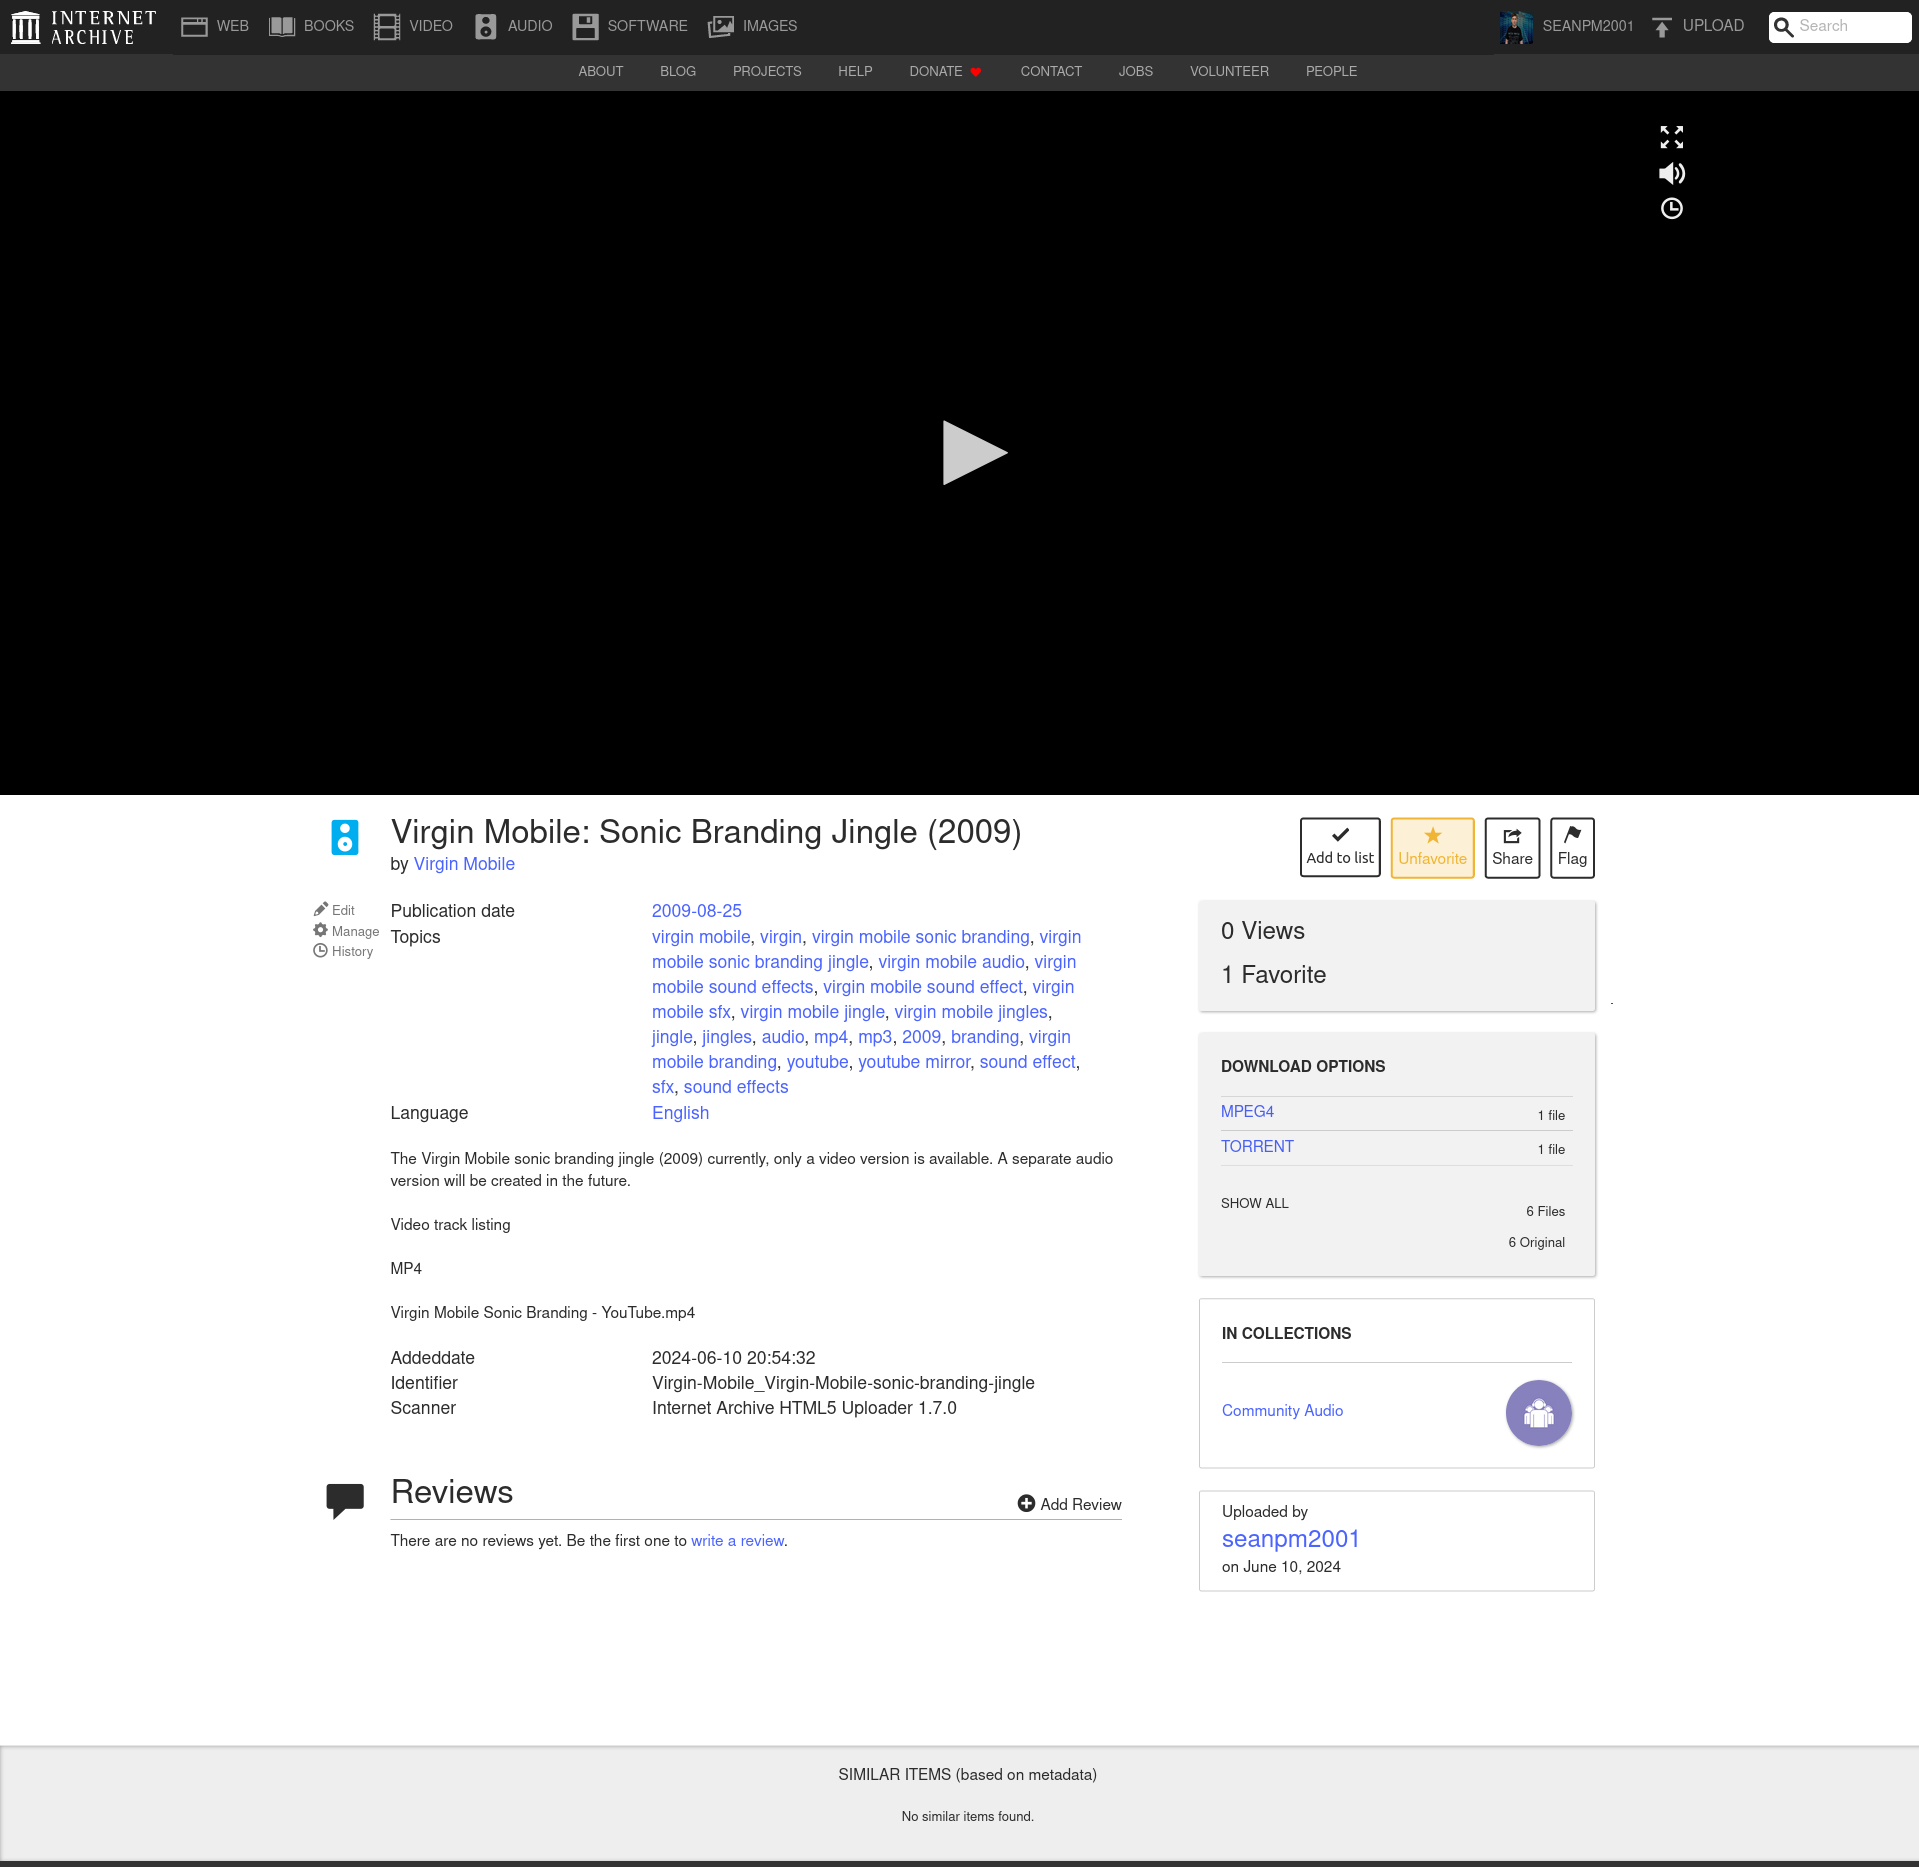 INTERNET ARCHIVE
WEB BOOKS VIDEO AUDIO SOFTWARE IMAGES SEANPM2001 UPLOAD Search
ABOUT BLOG PROJECTS HELP DONATE CONTACT JOBS VOLUNTEER PEOPLE
Virgin Mobile: Sonic Branding Jingle (2009)
by Virgin Mobile
Edit
Manage
History
Publication date 2009-08-25
Topics virgin mobile, virgin, virgin mobile sonic branding, virgin
mobile sonic branding jingle, virgin mobile audio, virgin
mobile sound effects, virgin mobile sound effect, virgin
mobile sfx, virgin mobile jingle, virgin mobile jingles,
jingle, jingles, audio, mp4, mp3, 2009, branding, virgin
mobile branding, youtube, youtube mirror, sound effect,
sfx, sound effects
Language English
The Virgin Mobile sonic branding jingle (2009) currently, only a video version is available. A separate audio
version will be created in the future.
Video track listing
MP4
Virgin Mobile Sonic Branding - YouTube.mp4
Addeddate 2024-06-10 20:54:32
Identifier Virgin-Mobile_Virgin-Mobile-sonic-branding-jingle
Scanner Internet Archive HTML5 Uploader 1.7.0
Reviews
Add Review
There are no reviews yet. Be the first one to write a review.
Add to list Unfavorite Share Flag
0 Views
1 Favorite
DOWNLOAD OPTIONS
MPEG4 1 file
TORRENT 1 file
SHOW ALL 6 Files
6 Original
IN COLLECTIONS
Community Audio
Uploaded by
seanpm2001
on June 10, 2024
SIMILAR ITEMS (based on metadata)
No similar items found.